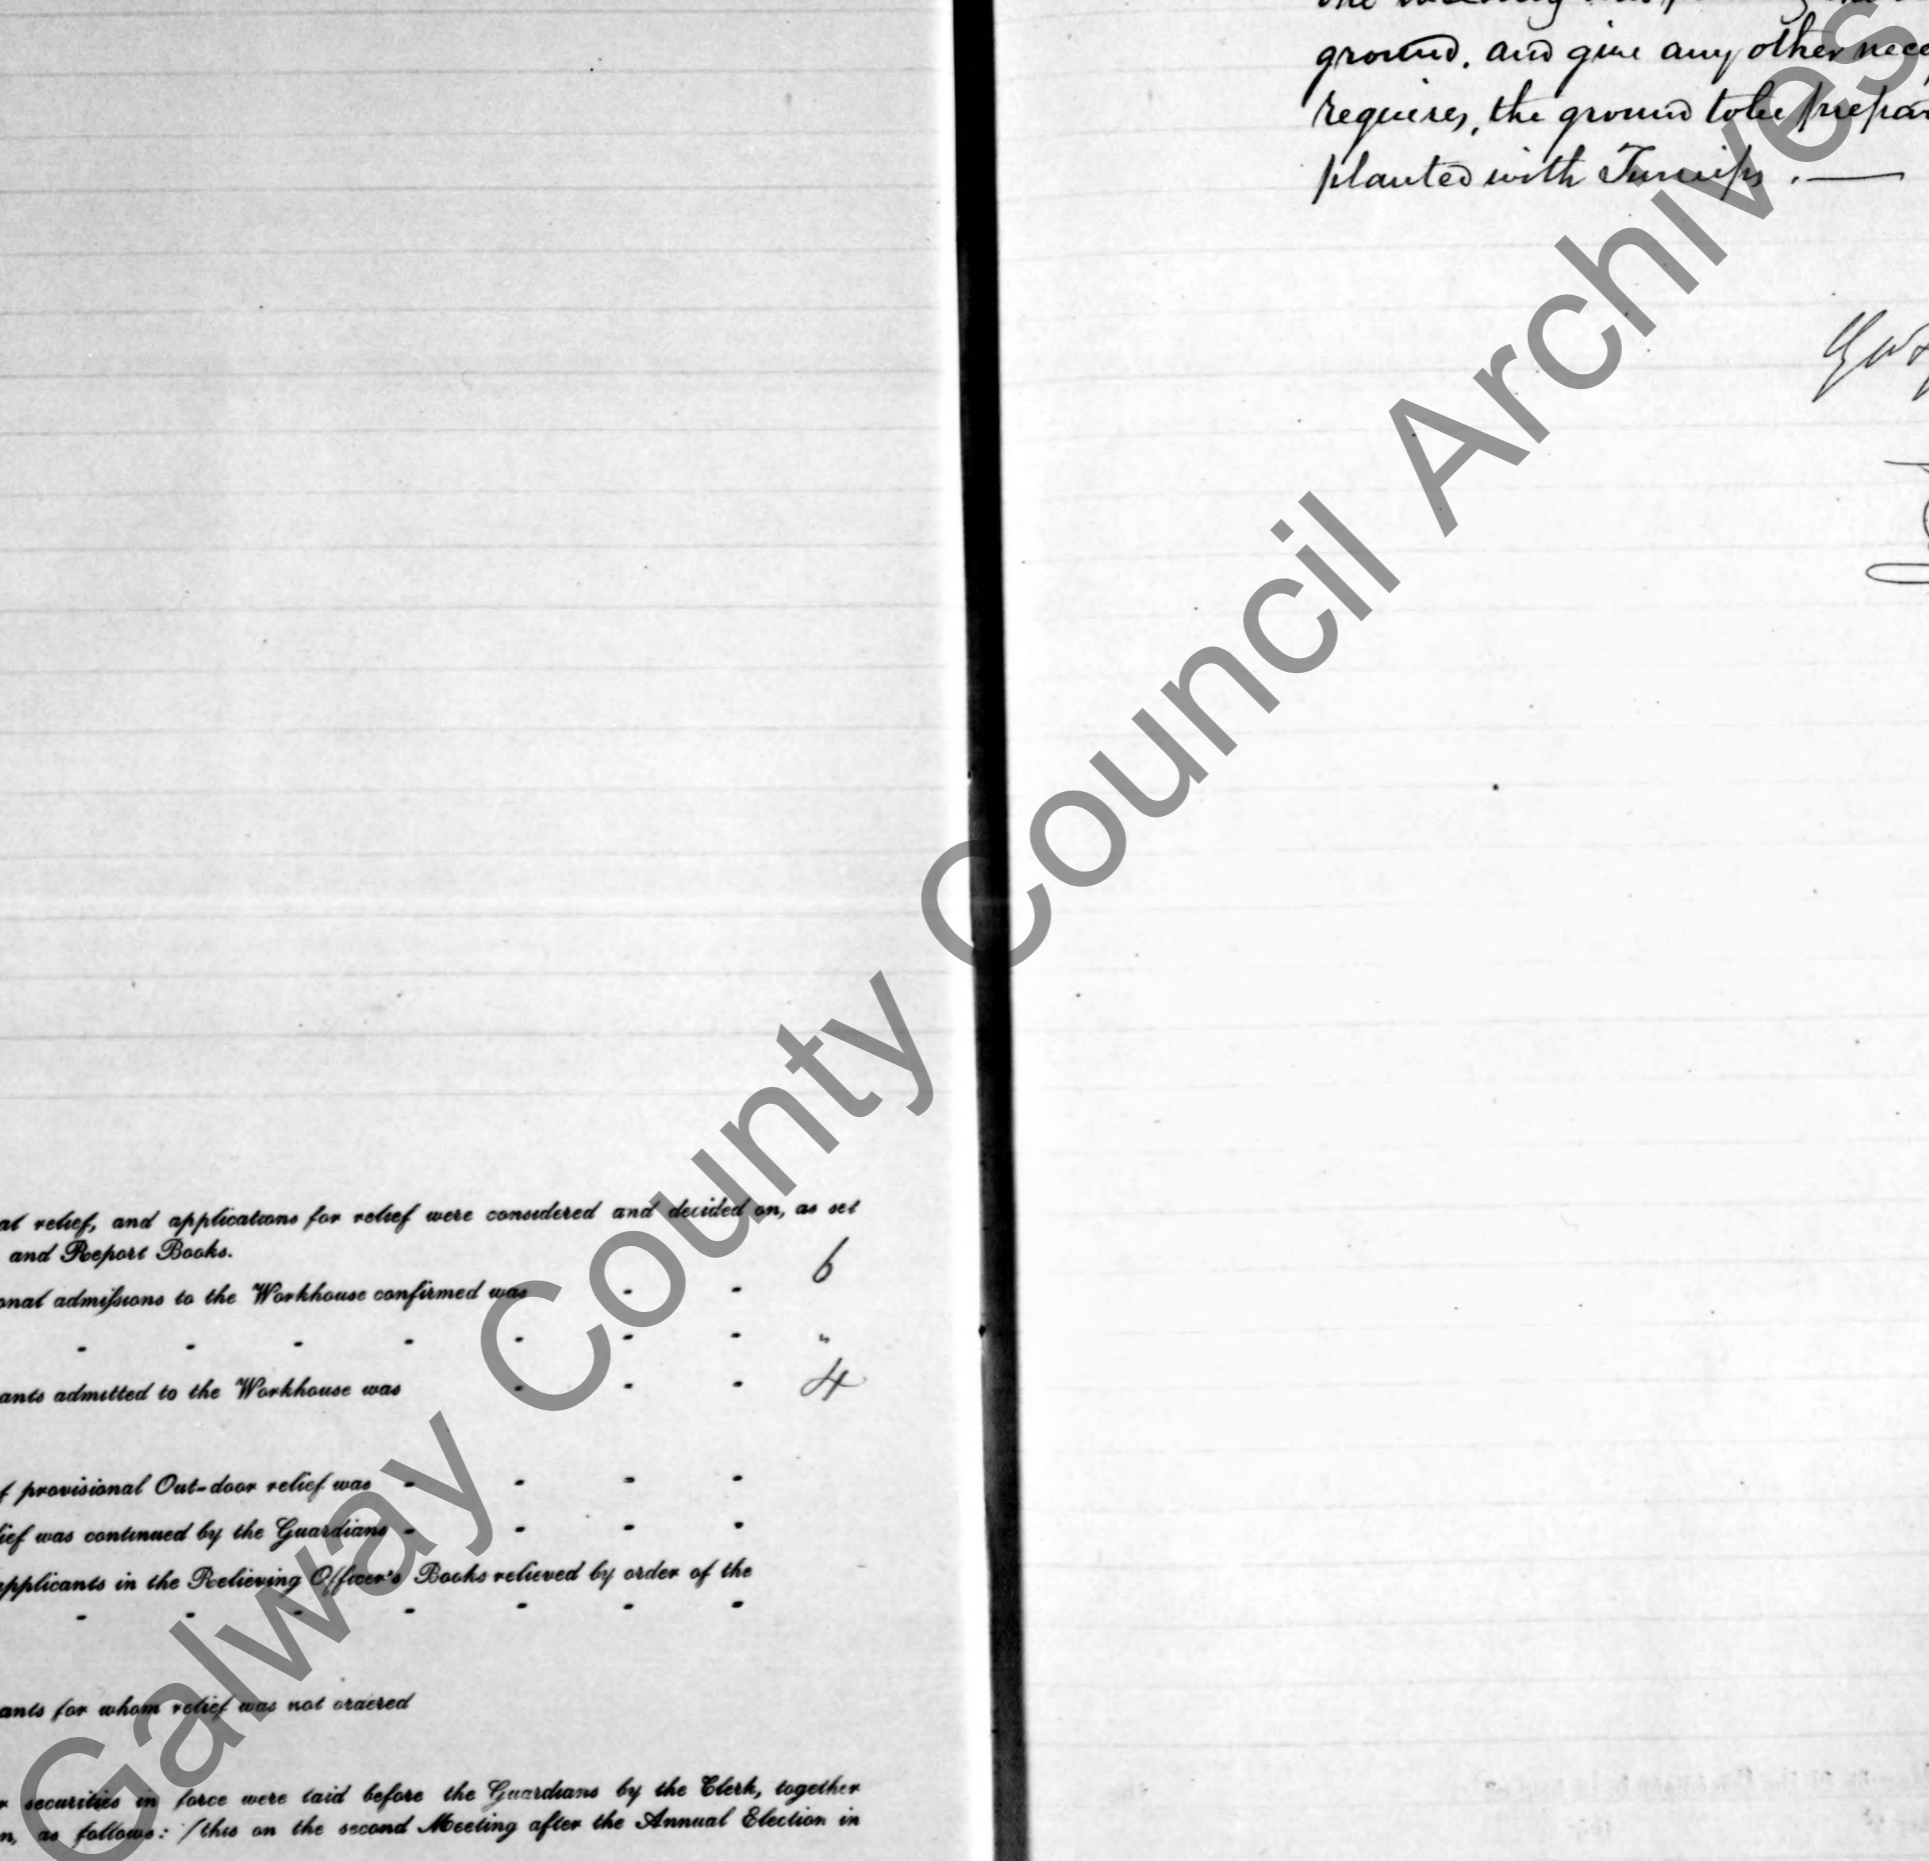 at relief, and applications for relief were considered and decided on, as set
and Report Books.
6
onal admissions to the Workhouse confirmed was - -
- - - - - - - "
ants admitted to the Workhouse was - - - 4
f provisional Out-door relief was - - - -
ief was continued by the Guardians - - - -
applicants in the Relieving Officer's Books relieved by order of the
- - - - - - -
ants for whom relief was not ordered
r securities in force were laid before the Guardians by the Clerk, together
n, as follows: /this on the second Meeting after the Annual Election in
ground, and give any other nece
requires, the ground to be prepar
planted with Turnips.
Galway County Council Archives